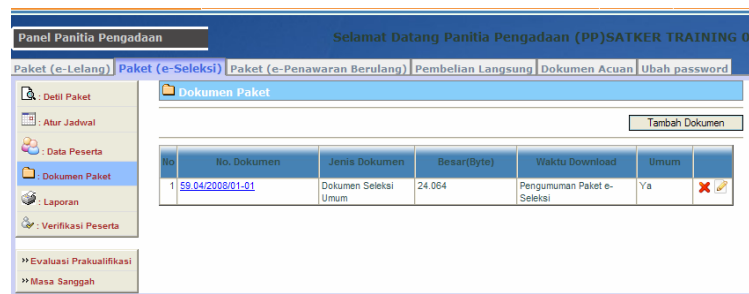 Panel Panitia Pengadaan
Selamat Datang Panitia Pengadaan (PP)SATKER TRAINING 0
Paket (e-Lelang) Paket (e-Seleksi) Paket (e-Penawaran Berulang) Pembelian Langsung Dokumen Acuan Ubah password
: Detil Paket
: Atur Jadwal
: Data Peserta
: Dokumen Paket
: Laporan
: Verifikasi Peserta
»Evaluasi Prakualifikasi
»Masa Sanggah
Dokumen Paket
Tambah Dokumen
No No. Dokumen Jenis Dokumen Besar(Byte) Waktu Download Umum
1 59.04/2008/01-01 Dokumen Seleksi 24.064 Pengumuman Paket e- Ya
Umum Seleksi